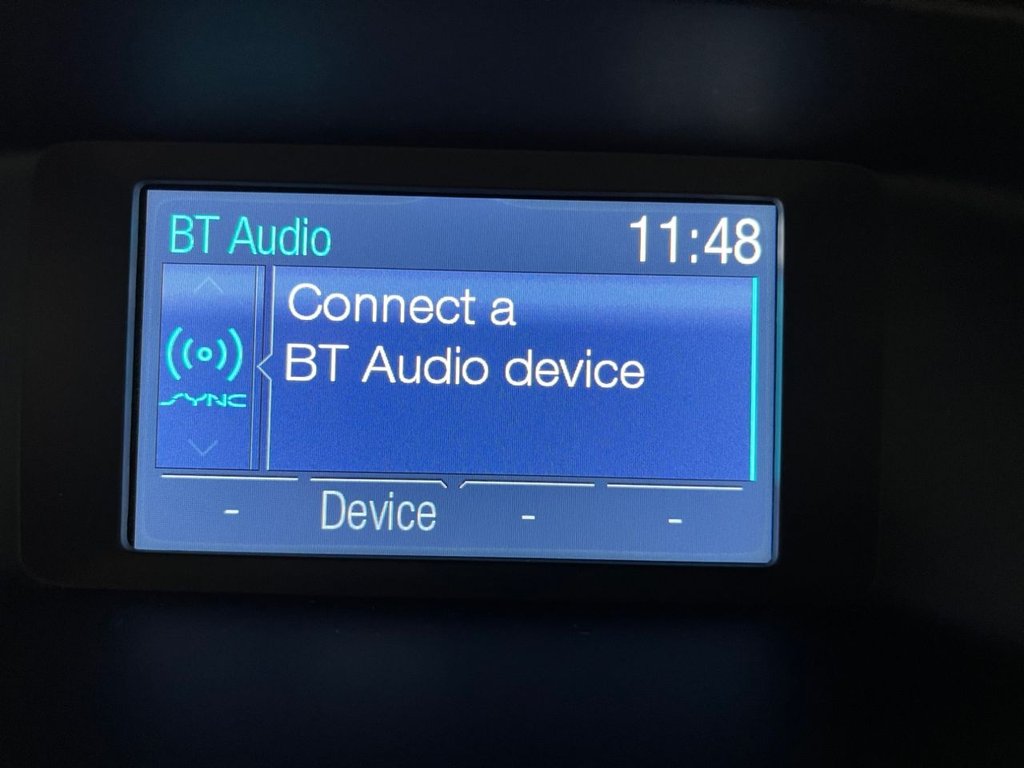 BT Audio 11:48
Connect a
BT Audio device
SYNC
- Device - -